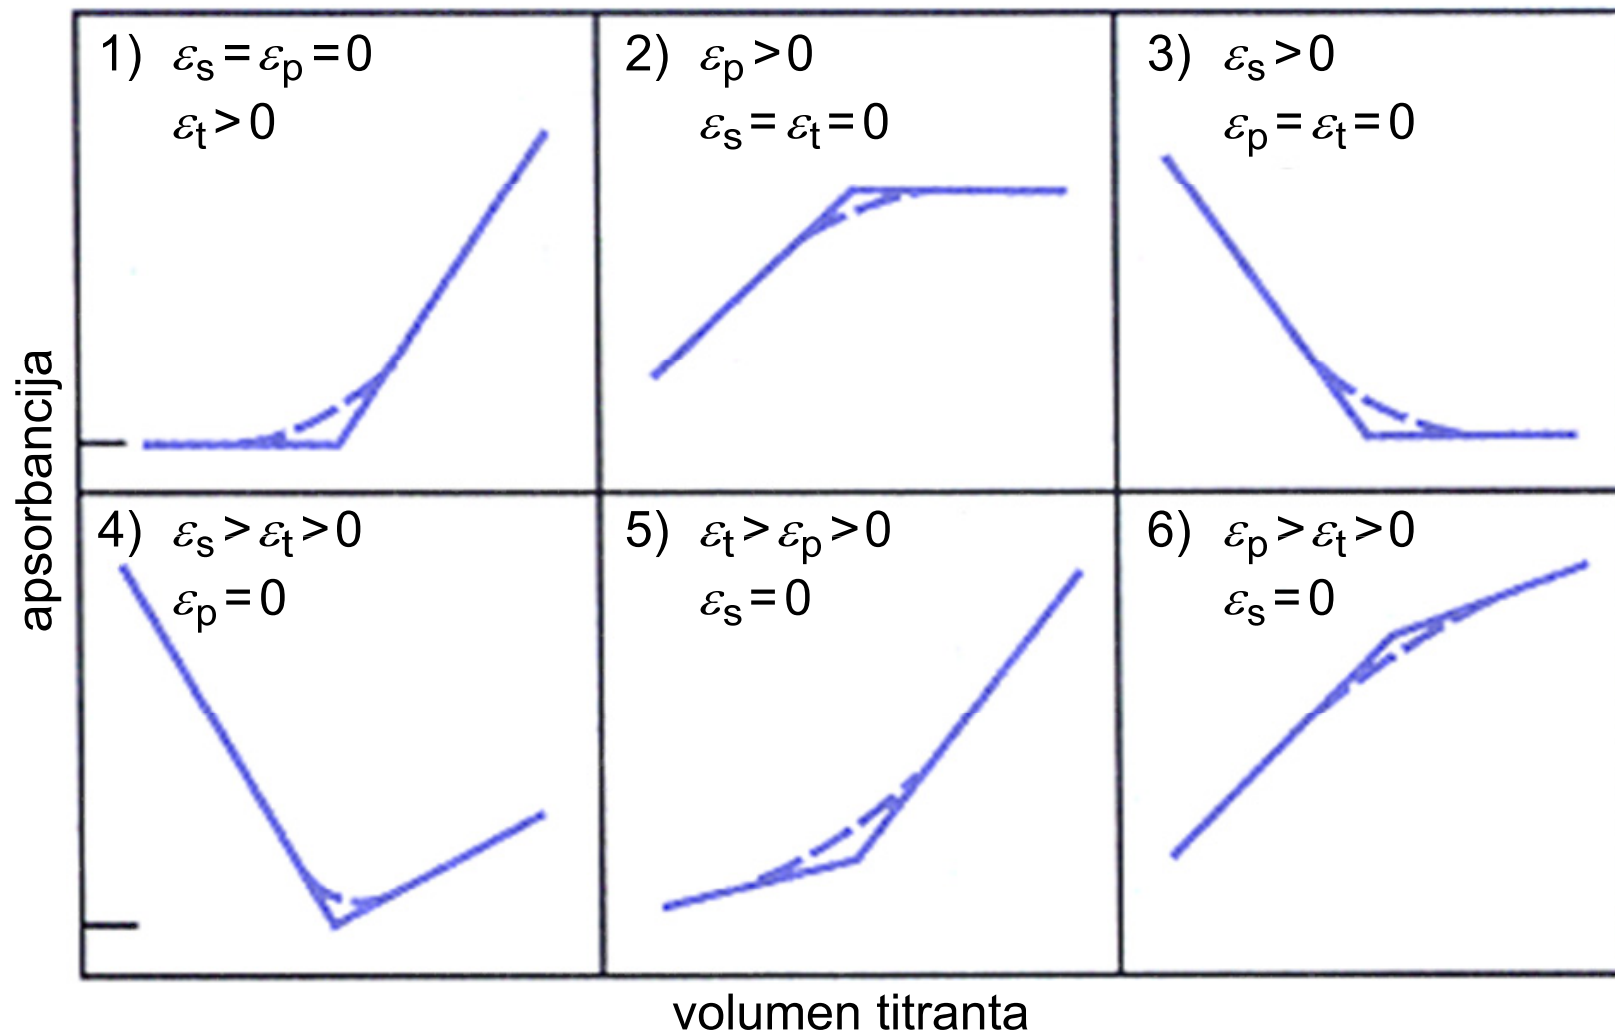 1) εs = εp = 0
εt > 0
2) εp > 0
εs = εt = 0
3) εs > 0
εp = εt = 0
4) εs > εt > 0
εp = 0
5) εt > εp > 0
εs = 0
6) εp > εt > 0
εs = 0
apsorbancija
volumen titranta